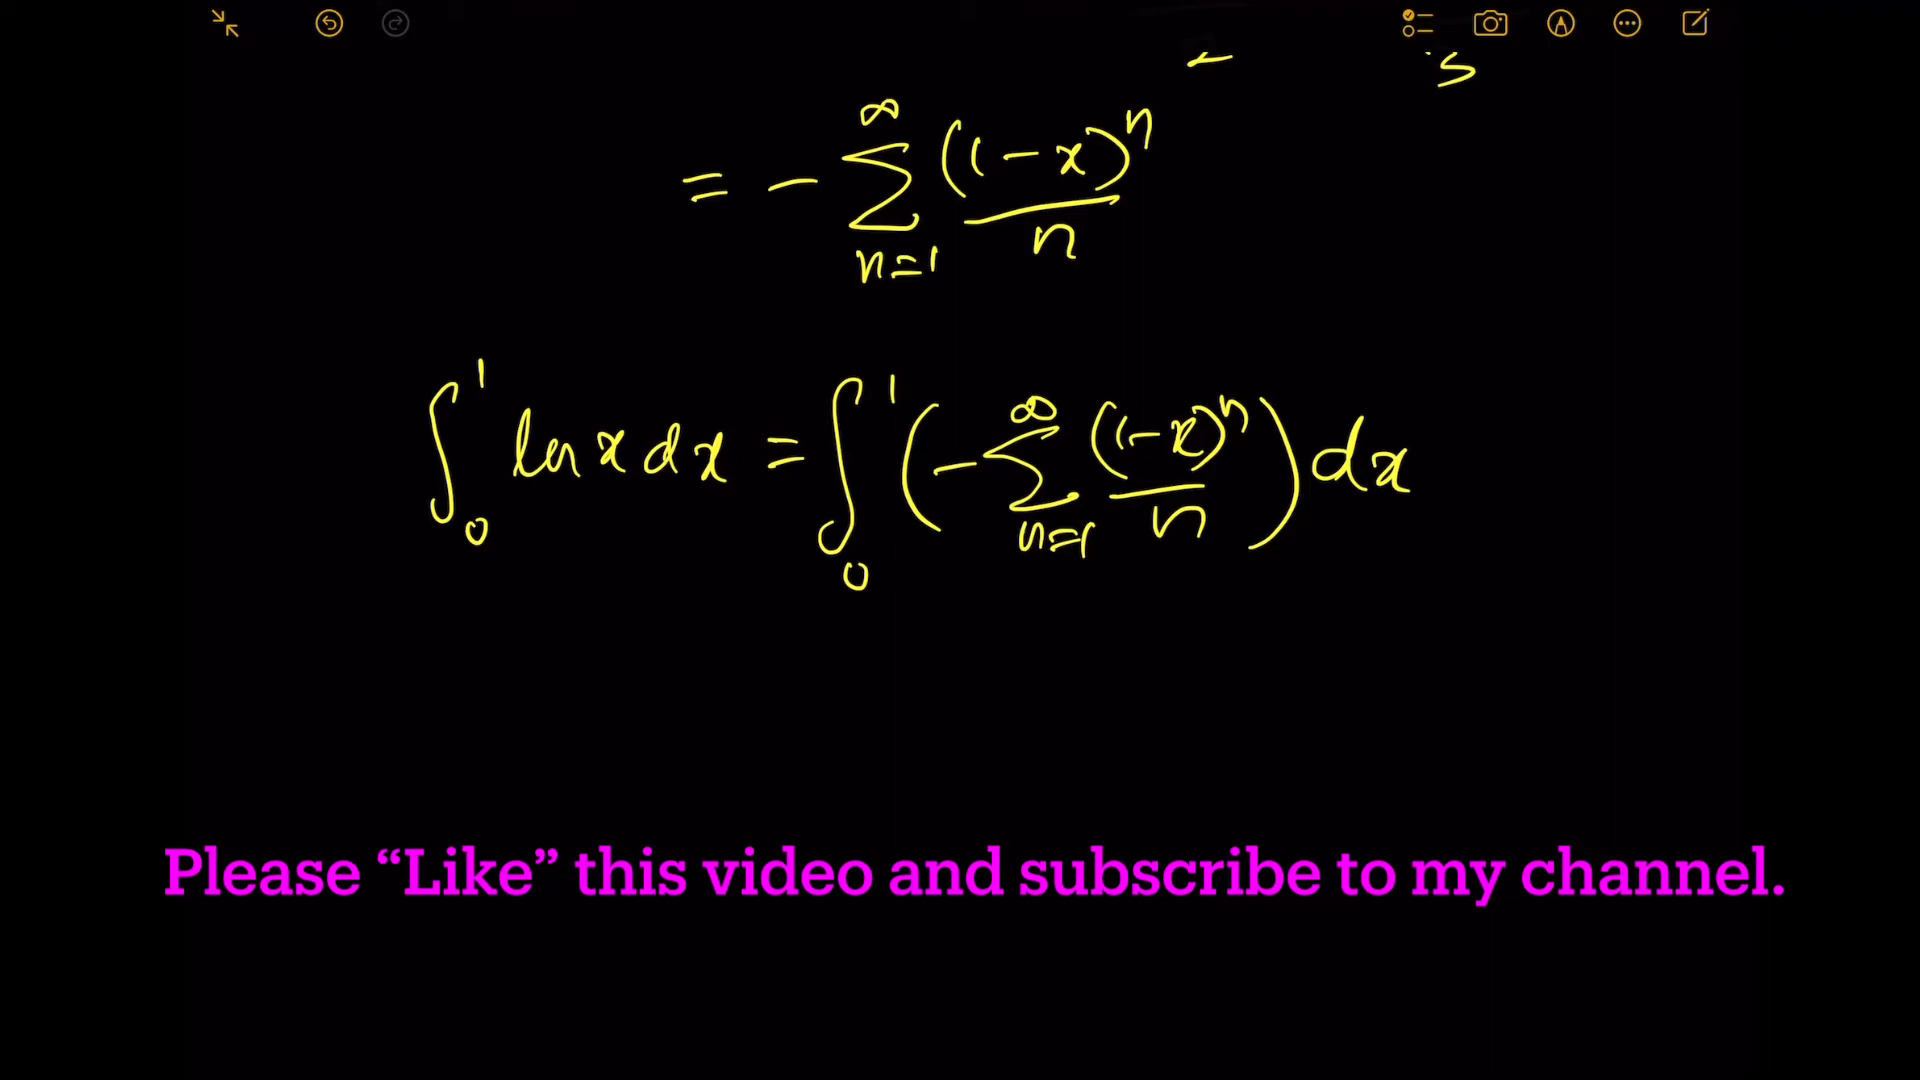 = - ∑_{n=1}^{∞} (1-x)^n / n
∫_0^1 ln x dx = ∫_0^1 ( - ∑_{n=1}^{∞} (1-x)^n / n ) dx
Please “Like” this video and subscribe to my channel.